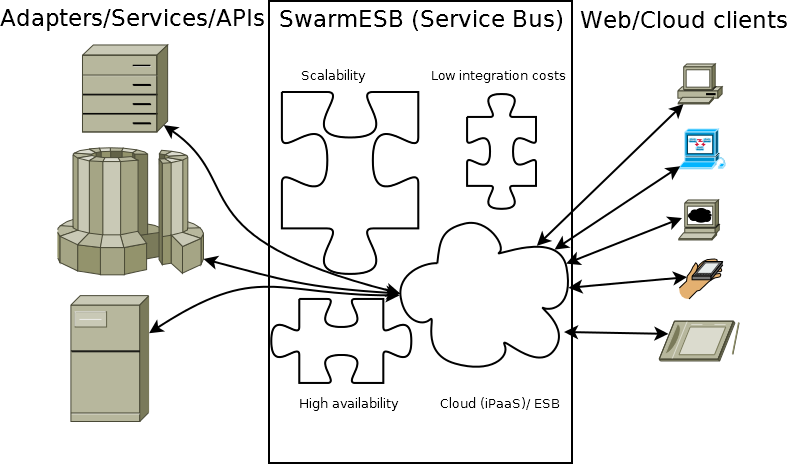 Adapters/Services/APIs
SwarmESB (Service Bus)
Web/Cloud clients
Scalability
Low integration costs
High availability
Cloud (iPaaS)/ ESB